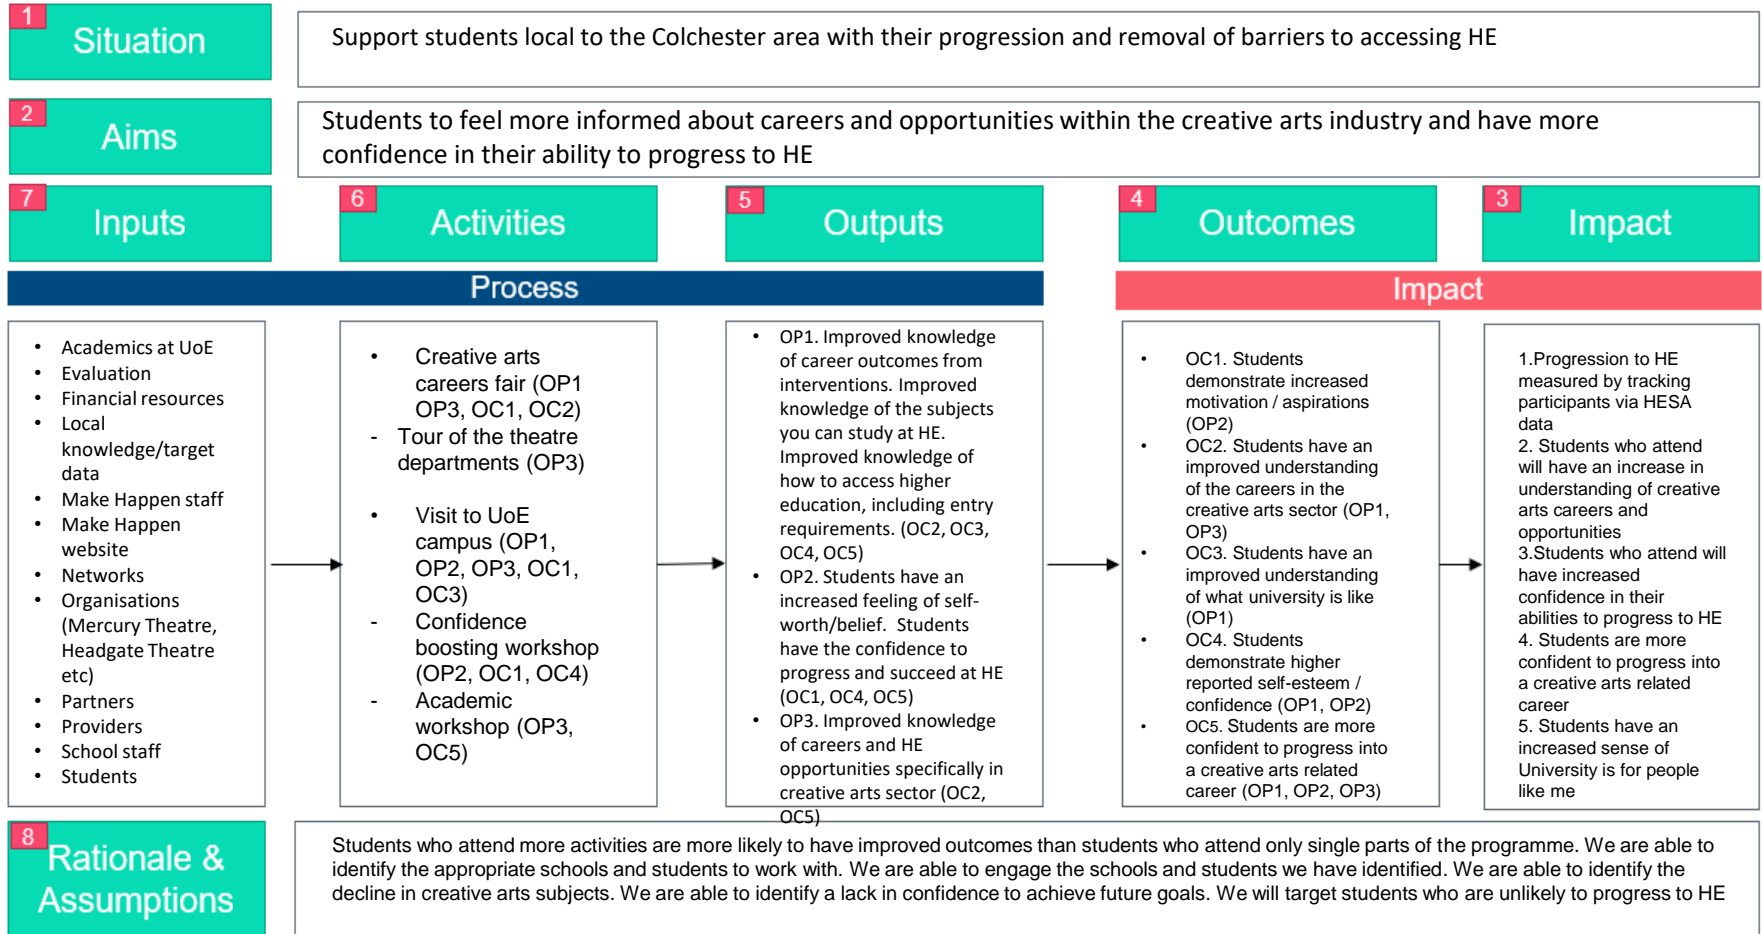 1
Situation
Support students local to the Colchester area with their progression and removal of barriers to accessing HE
2
Aims
Students to feel more informed about careers and opportunities within the creative arts industry and have more
confidence in their ability to progress to HE
7
Inputs
6
Activities
5
Outputs
4
Outcomes
3
Impact
Process
Impact
• Academics at UoE
• Evaluation
• Financial resources
• Local
knowledge/target
data
• Make Happen staff
• Make Happen
website
• Networks
• Organisations
(Mercury Theatre,
Headgate Theatre
etc)
• Partners
• Providers
• School staff
• Students
• Creative arts
careers fair (OP1
OP3, OC1, OC2)
- Tour of the theatre
departments (OP3)
• Visit to UoE
campus (OP1,
OP2, OP3, OC1,
OC3)
- Confidence
boosting workshop
(OP2, OC1, OC4)
- Academic
workshop (OP3,
OC5)
• OP1. Improved knowledge
of career outcomes from
interventions. Improved
knowledge of the subjects
you can study at HE.
Improved knowledge of
how to access higher
education, including entry
requirements. (OC2, OC3,
OC4, OC5)
• OP2. Students have an
increased feeling of self-
worth/belief. Students
have the confidence to
progress and succeed at HE
(OC1, OC4, OC5)
• OP3. Improved knowledge
of careers and HE
opportunities specifically in
creative arts sector (OC2,
OC5)
• OC1. Students
demonstrate increased
motivation / aspirations
(OP2)
• OC2. Students have an
improved understanding
of the careers in the
creative arts sector (OP1,
OP3)
• OC3. Students have an
improved understanding
of what university is like
(OP1)
• OC4. Students
demonstrate higher
reported self-esteem /
confidence (OP1, OP2)
• OC5. Students are more
confident to progress into
a creative arts related
career (OP1, OP2, OP3)
1.Progression to HE
measured by tracking
participants via HESA
data
2. Students who attend
will have an increase in
understanding of creative
arts careers and
opportunities
3.Students who attend will
have increased
confidence in their
abilities to progress to HE
4. Students are more
confident to progress into
a creative arts related
career
5. Students have an
increased sense of
University is for people
like me
8
Rationale &
Assumptions
Students who attend more activities are more likely to have improved outcomes than students who attend only single parts of the programme. We are able to
identify the appropriate schools and students to work with. We are able to engage the schools and students we have identified. We are able to identify the
decline in creative arts subjects. We are able to identify a lack in confidence to achieve future goals. We will target students who are unlikely to progress to HE